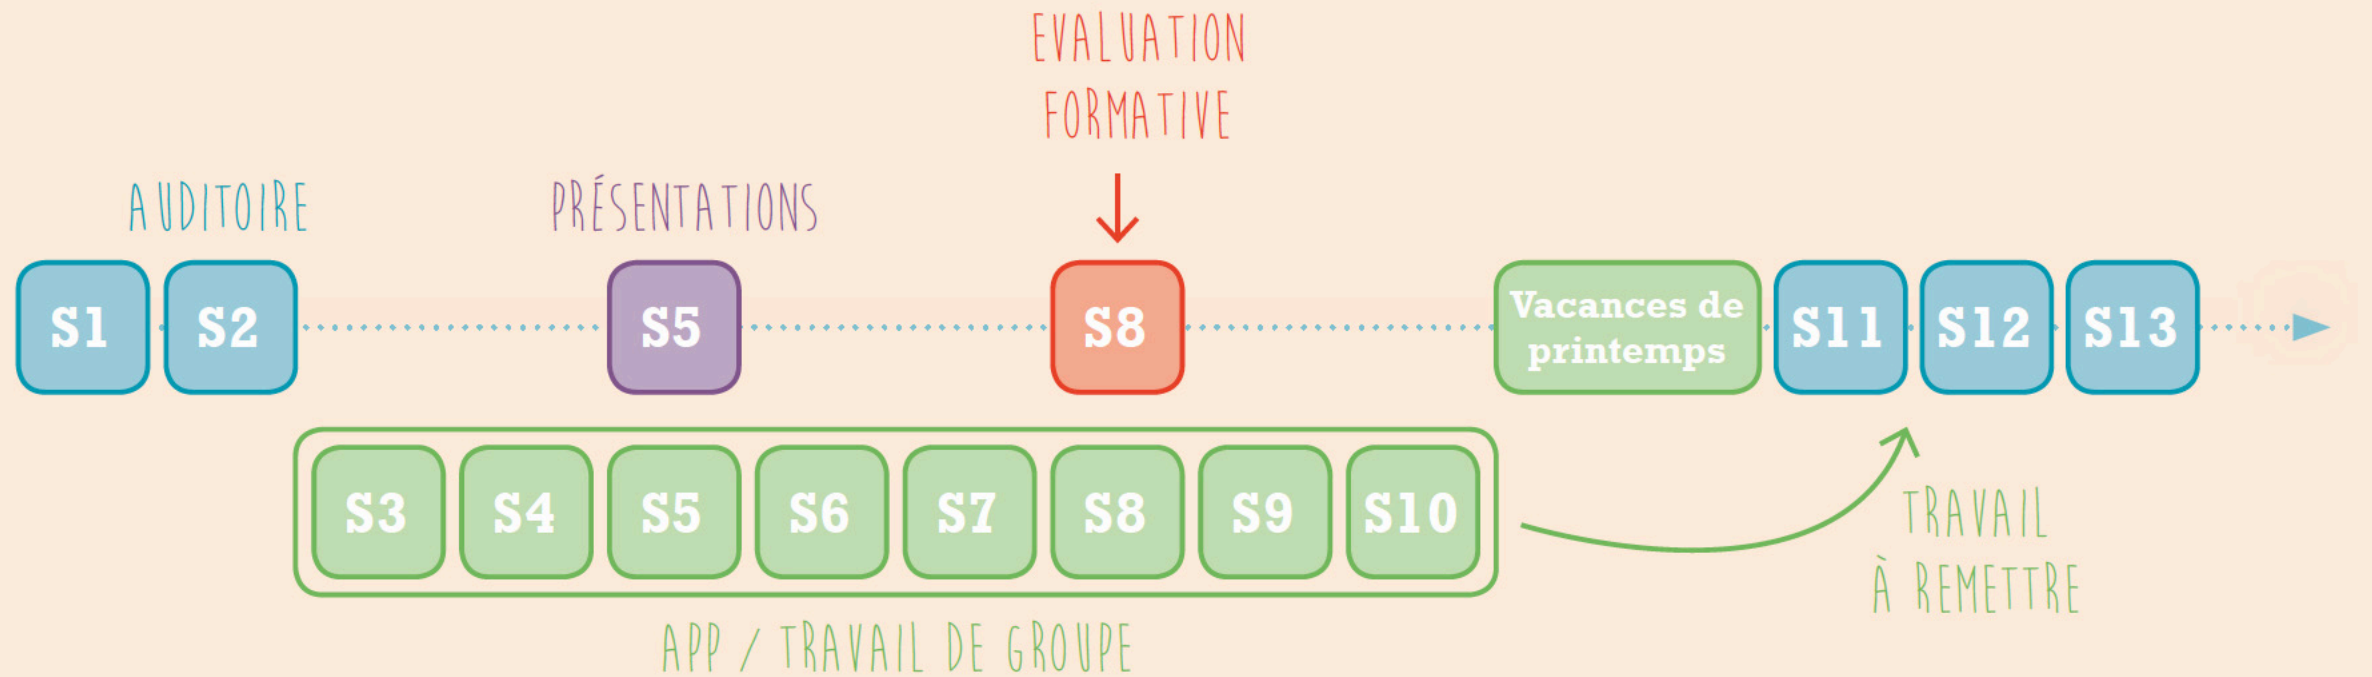 EVALUATION
FORMATIVE
AUDITOIRE
PRÉSENTATIONS
S1 S2 S5 S8 Vacances de
printemps S11 S12 S13
S3 S4 S5 S6 S7 S8 S9 S10
TRAVAIL
À REMETTRE
APP / TRAVAIL DE GROUPE